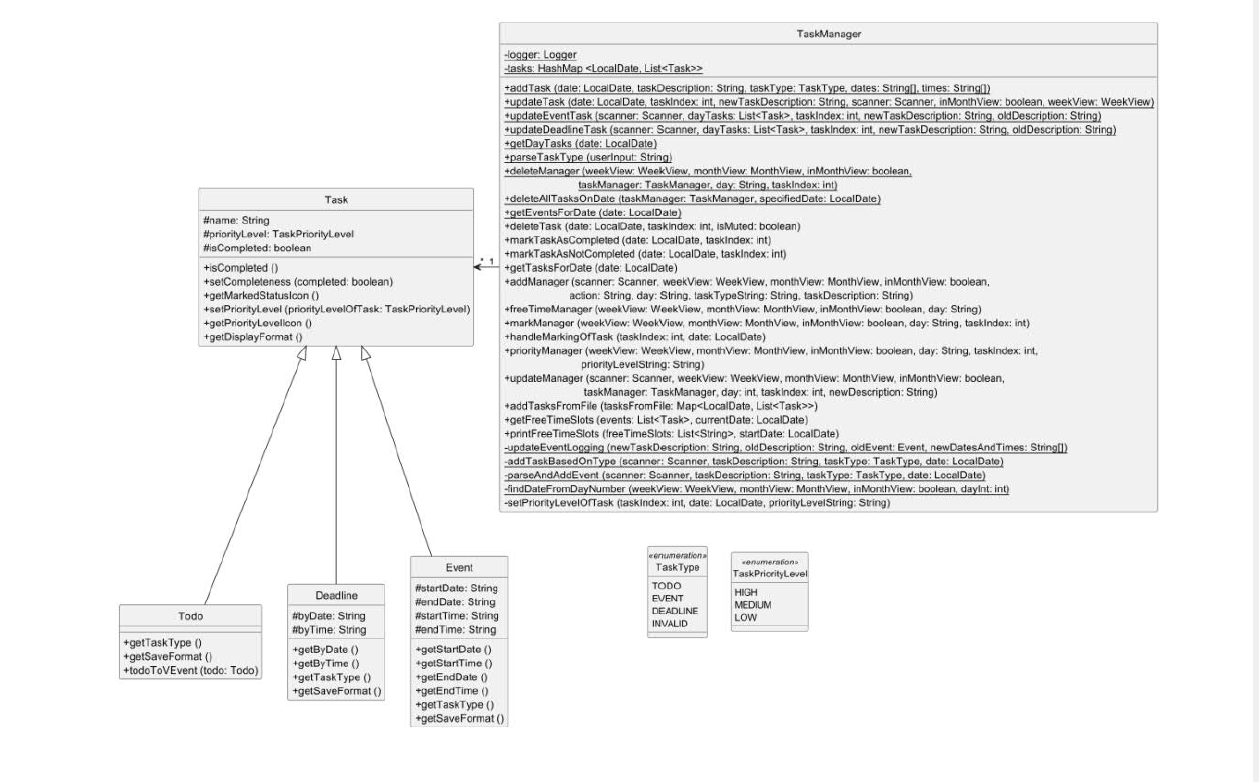 TaskManager
-logger: Logger
-tasks: HashMap <LocalDate, List<Task>>
+addTask (date: LocalDate, taskDescription: String, taskType: TaskType, dates: String[], times: String[])
+updateTask (date: LocalDate, taskIndex: int, newTaskDescription: String, scanner: Scanner, inMonthView: boolean, weekView: WeekView)
+updateEventTask (scanner: Scanner, dayTasks: List<Task>, taskIndex: int, newTaskDescription: String, oldDescription: String)
+updateDeadlineTask (scanner: Scanner, dayTasks: List<Task>, taskIndex: int, newTaskDescription: String, oldDescription: String)
+getDayTasks (date: LocalDate)
+parseTaskType (userInput: String)
+deleteManager (weekView: WeekView, monthView: MonthView, inMonthView: boolean,
taskManager: TaskManager, day: String, taskIndex: int)
+deleteAllTasksOnDate (taskManager: TaskManager, specifiedDate: LocalDate)
+getEventsForDate (date: LocalDate)
+deleteTask (date: LocalDate, taskIndex: int, isMuted: boolean)
+markTaskAsCompleted (date: LocalDate, taskIndex: int)
+markTaskAsNotCompleted (date: LocalDate, taskIndex: int)
+getTasksForDate (date: LocalDate)
+addManager (scanner: Scanner, weekView: WeekView, monthView: MonthView, inMonthView: boolean,
action: String, day: String, taskTypeString: String, taskDescription: String)
+freeTimeManager (weekView: WeekView, monthView: MonthView, inMonthView: boolean, day: String)
+markManager (weekView: WeekView, monthView: MonthView, inMonthView: boolean, day: String, taskIndex: int)
+handleMarkingOfTask (taskIndex: int, date: LocalDate)
+priorityManager (weekView: WeekView, monthView: MonthView, inMonthView: boolean, day: String, taskIndex: int,
priorityLevelString: String)
+updateManager (scanner: Scanner, weekView: WeekView, monthView: MonthView, inMonthView: boolean,
taskManager: TaskManager, day: int, taskIndex: int, newDescription: String)
+addTasksFromFile (tasksFromFile: Map<LocalDate, List<Task>>)
+getFreeTimeSlots (events: List<Task>, currentDate: LocalDate)
+printFreeTimeSlots (freeTimeSlots: List<String>, startDate: LocalDate)
-updateEventLogging (newTaskDescription: String, oldDescription: String, oldEvent: Event, newDatesAndTimes: String[])
-addTaskBasedOnType (scanner: Scanner, taskDescription: String, taskType: TaskType, date: LocalDate)
-parseAndAddEvent (scanner: Scanner, taskDescription: String, taskType: TaskType, date: LocalDate)
-findDateFromDayNumber (weekView: WeekView, monthView: MonthView, inMonthView: boolean, dayInt: int)
-setPriorityLevelOfTask (taskIndex: int, date: LocalDate, priorityLevelString: String)
Task
#name: String
#priorityLevel: TaskPriorityLevel
#isCompleted: boolean
+isCompleted ()
+setCompleteness (completed: boolean)
+getMarkedStatusIcon ()
+setPriorityLevel (priorityLevelOfTask: TaskPriorityLevel)
+getPriorityLevelIcon ()
+getDisplayFormat ()
* 1
Todo
+getTaskType ()
+getSaveFormat ()
+todoToVEvent (todo: Todo)
Deadline
#byDate: String
#byTime: String
+getByDate ()
+getByTime ()
+getTaskType ()
+getSaveFormat ()
Event
#startDate: String
#endDate: String
#startTime: String
#endTime: String
+getStartDate ()
+getStartTime ()
+getEndDate ()
+getEndTime ()
+getTaskType ()
+getSaveFormat ()
«enumeration»
TaskType
TODO
EVENT
DEADLINE
INVALID
«enumeration»
TaskPriorityLevel
HIGH
MEDIUM
LOW